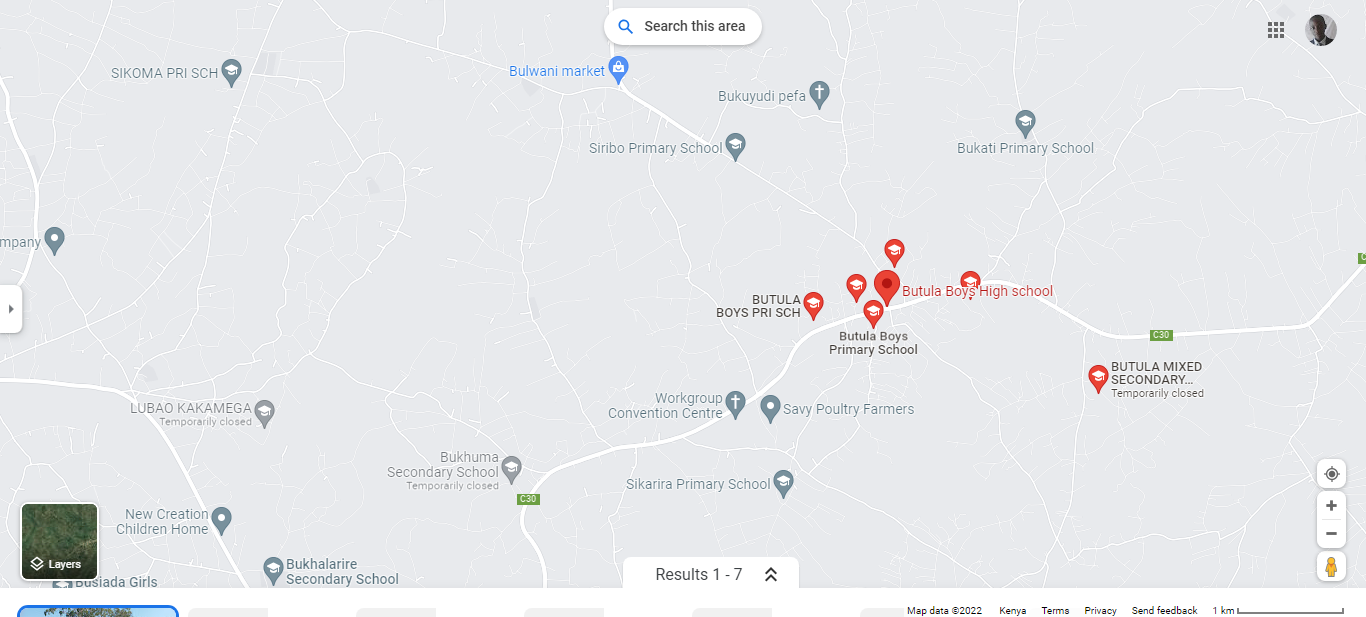 Search this area
SIKOMA PRI SCH
Bulwani market
Bukuyudi pefa
Siribo Primary School
Bukati Primary School
mpany
Butula Boys High school
BUTULA
BOYS PRI SCH
Butula Boys
Primary School
C30
BUTULA MIXED
SECONDARY...
Temporarily closed
Workgroup
Convention Centre
Savy Poultry Farmers
LUBAO KAKAMEGA
Temporarily closed
Bukhuma
Secondary School
Temporarily closed
C30
Sikarira Primary School
New Creation
Children Home
Layers
Bukhalarire
Secondary School
Busiada Girls
Results 1 - 7
Map data ©2022 Kenya Terms Privacy Send feedback 1 km